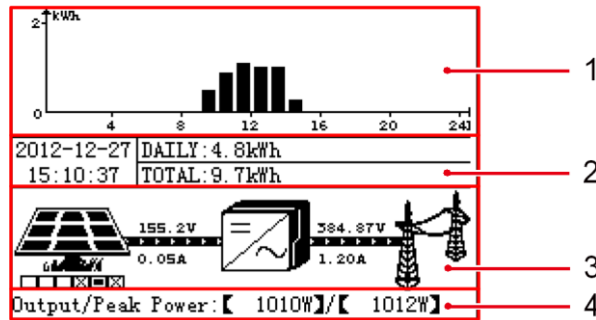 kWh
2
0
4 8 12 16 20 24
1
2012-12-27 DAILY:4.8kWh
15:10:37 TOTAL:9.7kWh
2
155.2V 384.87V
0.05A 1.20A
3
Output/Peak Power:【 1010W】/【 1012W】
4